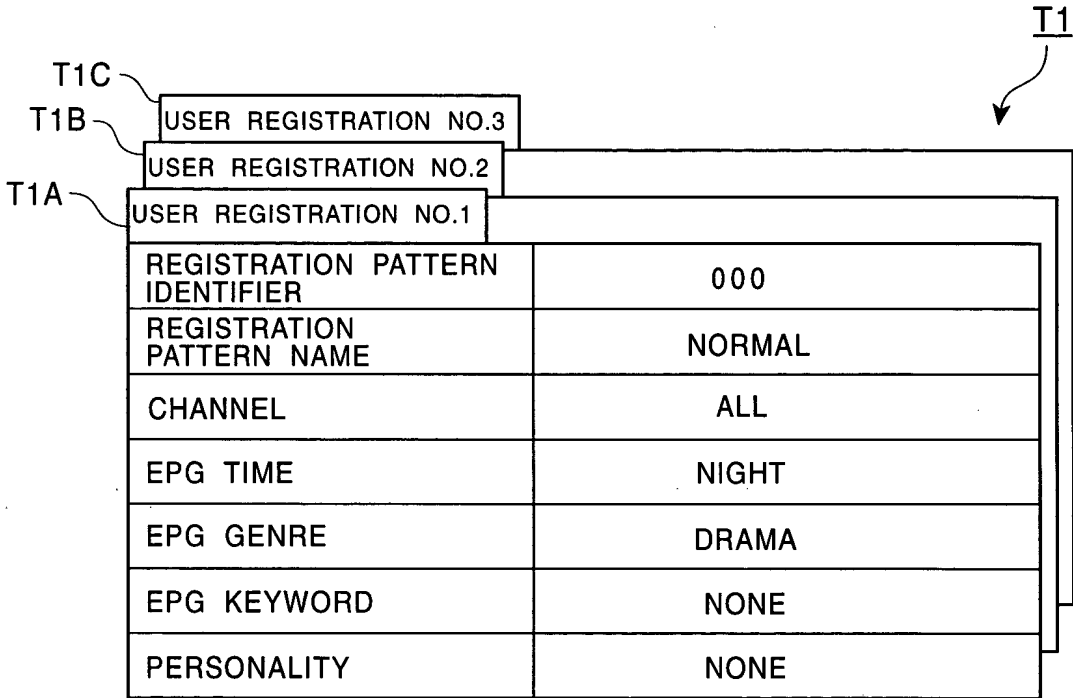 T1
T1C
USER REGISTRATION NO.3
T1B
USER REGISTRATION NO.2
T1A
USER REGISTRATION NO.1
REGISTRATION PATTERN
IDENTIFIER
000
REGISTRATION
PATTERN NAME
NORMAL
CHANNEL
ALL
EPG TIME
NIGHT
EPG GENRE
DRAMA
EPG KEYWORD
NONE
PERSONALITY
NONE